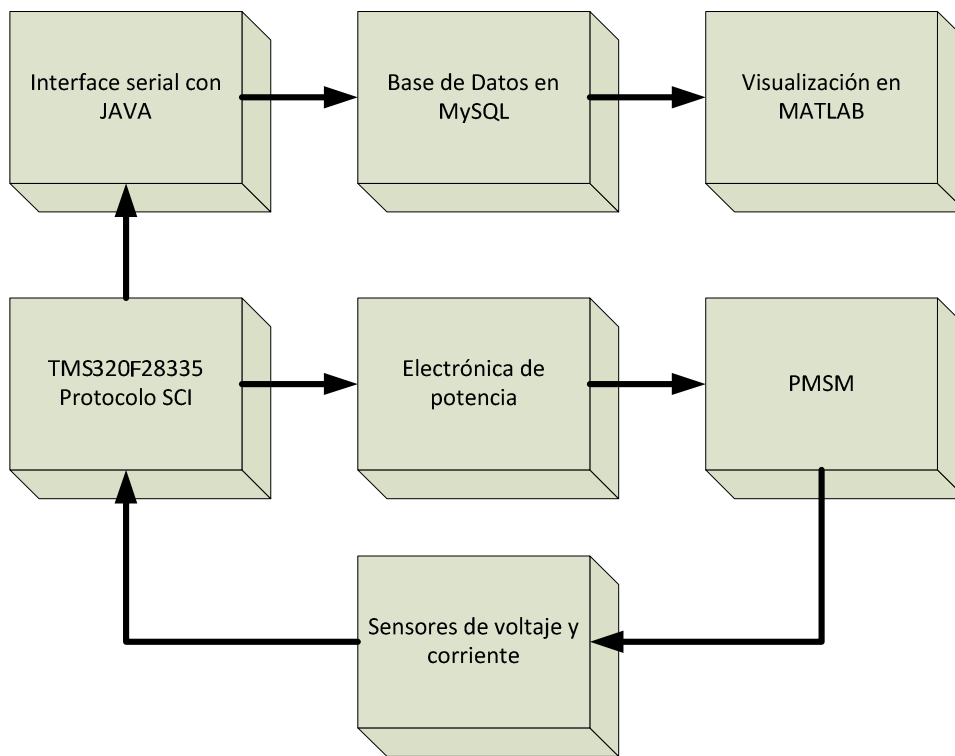 Interface serial con
JAVA
Base de Datos en
MySQL
Visualización en
MATLAB
TMS320F28335
Protocolo SCI
Electrónica de
potencia
PMSM
Sensores de voltaje y
corriente